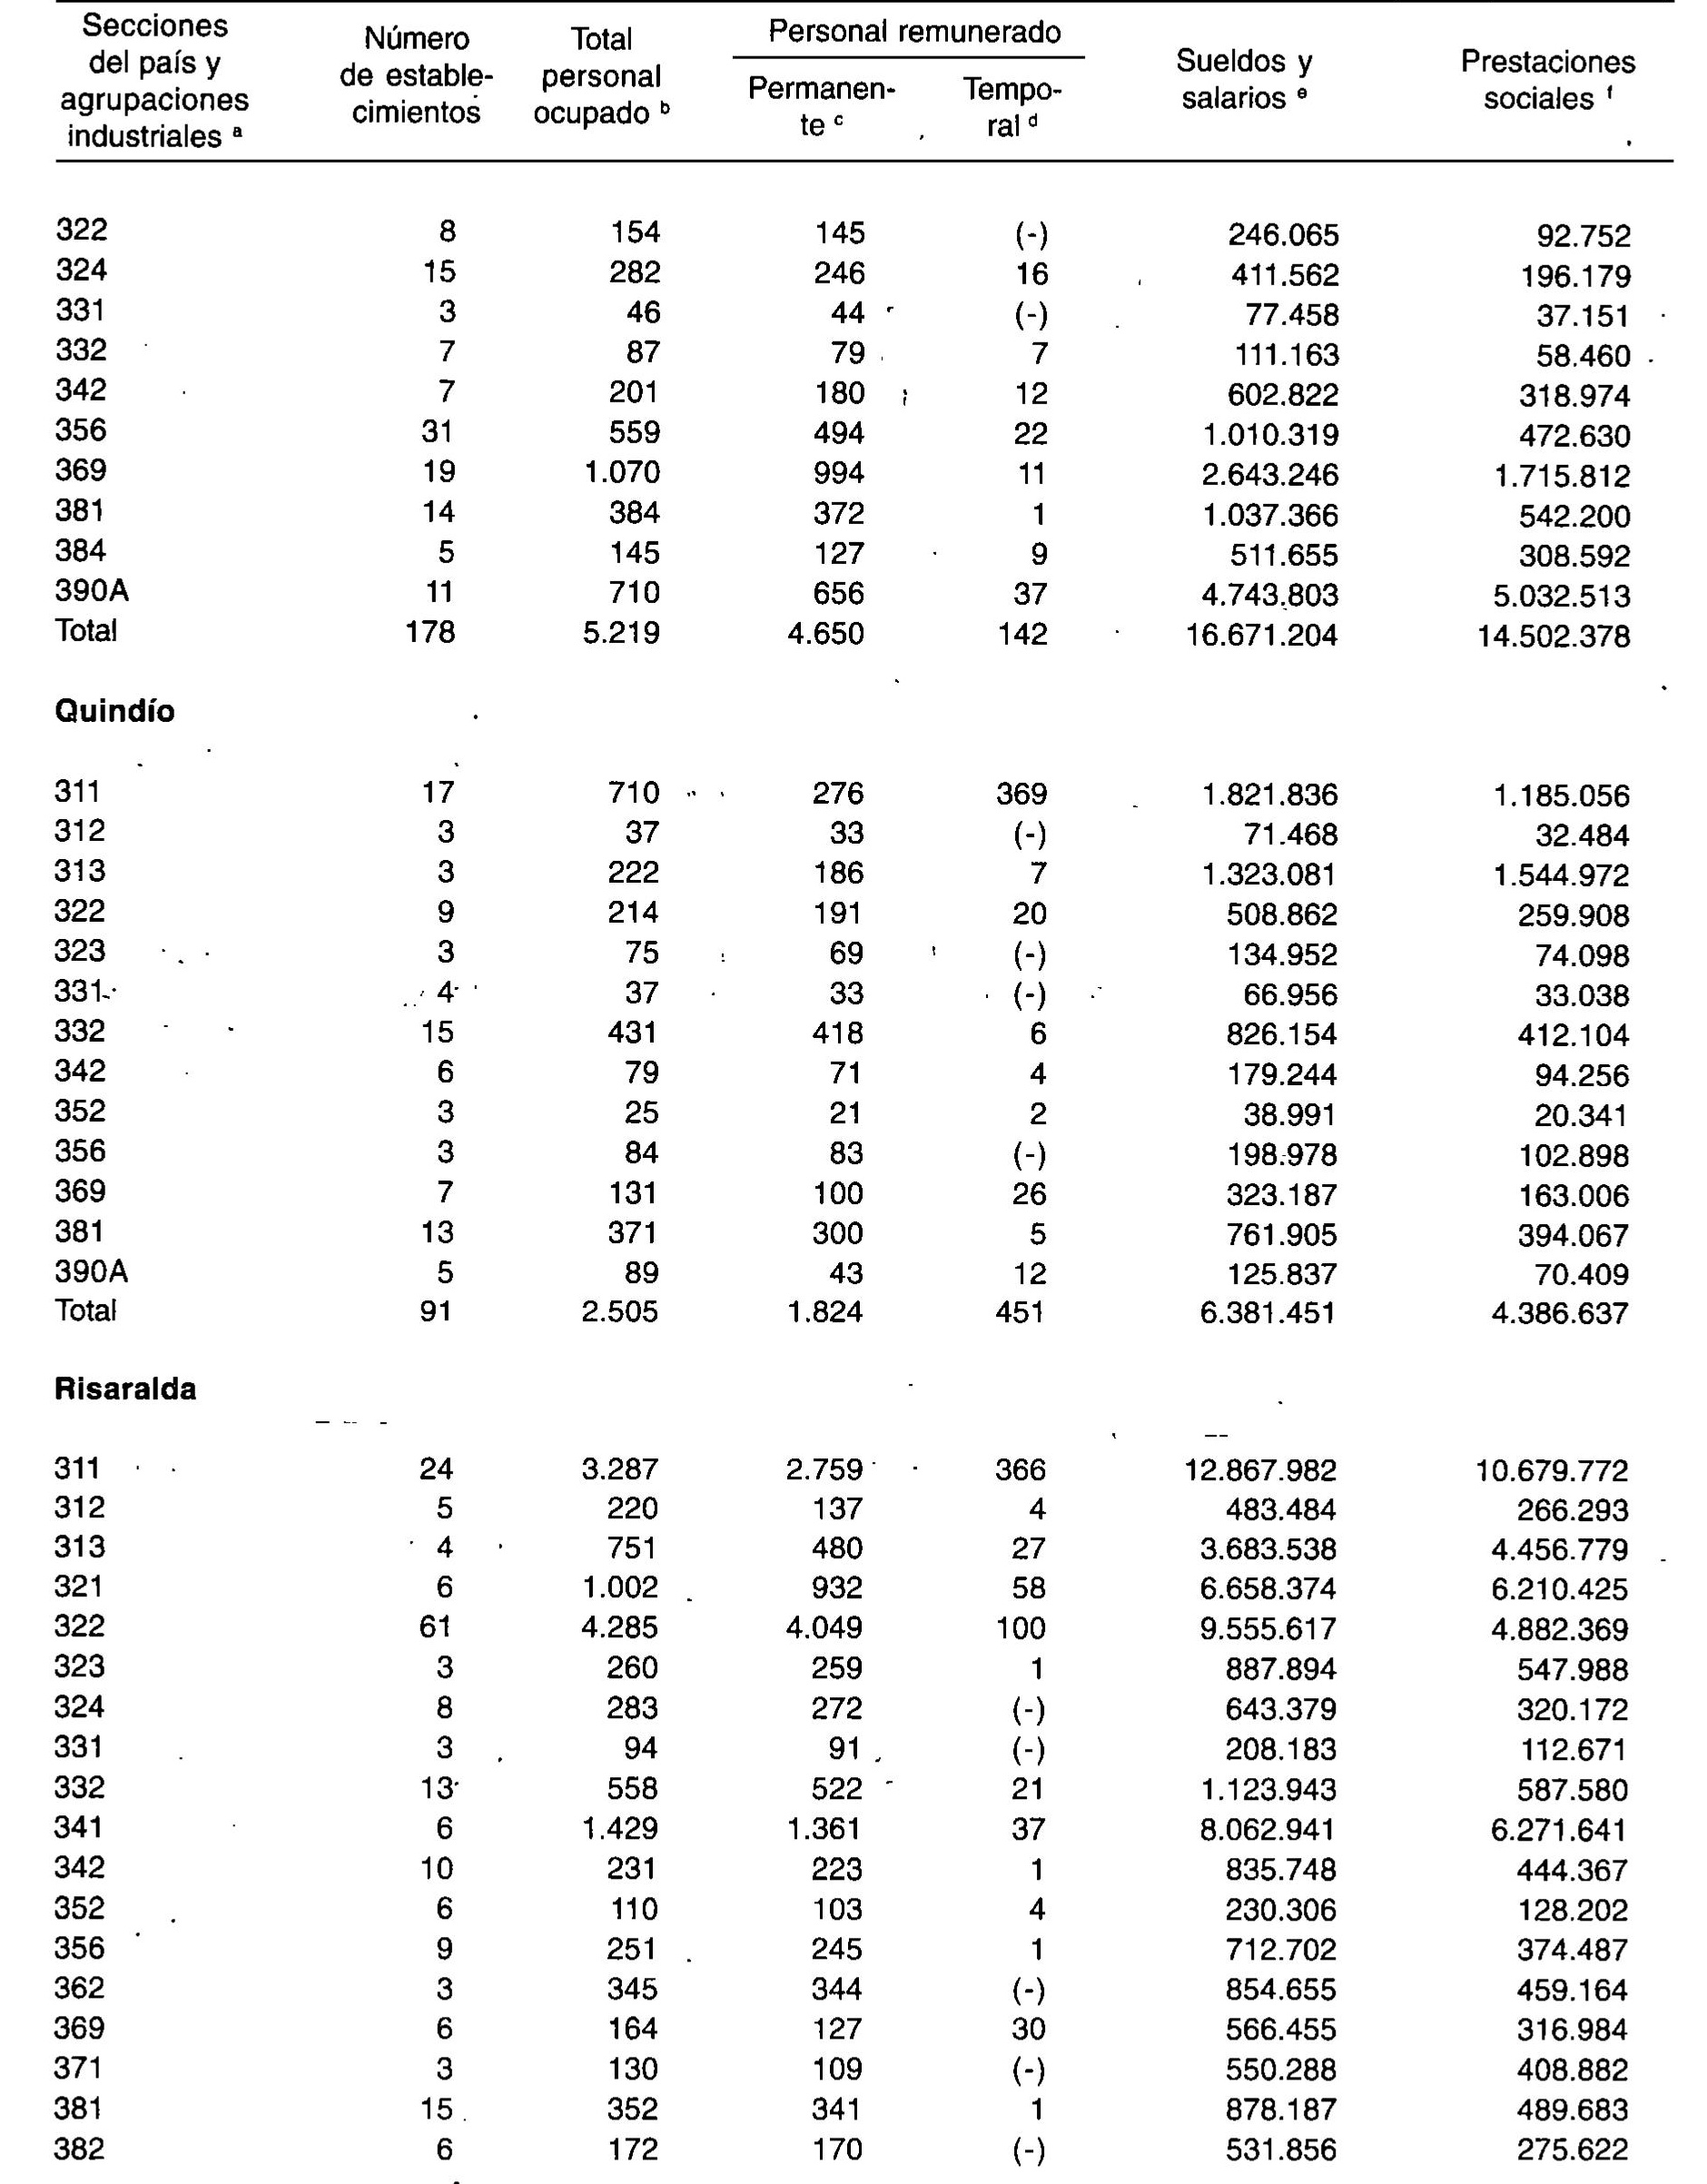 Secciones del país y agrupaciones industriales a Número de estable-cimientos Total personal ocupado b Personal remunerado Permanen-te c Tempo-ral d Sueldos y salarios e Prestaciones sociales f
322 8 154 145 (-) 246.065 92.752
324 15 282 246 16 411.562 196.179
331 3 46 44 (-) 77.458 37.151
332 7 87 79 7 111.163 58.460
342 7 201 180 12 602.822 318.974
356 31 559 494 22 1.010.319 472.630
369 19 1.070 994 11 2.643.246 1.715.812
381 14 384 372 1 1.037.366 542.200
384 5 145 127 9 511.655 308.592
390A 11 710 656 37 4.743.803 5.032.513
Total 178 5.219 4.650 142 16.671.204 14.502.378
Quindío
311 17 710 276 369 1.821.836 1.185.056
312 3 37 33 (-) 71.468 32.484
313 3 222 186 7 1.323.081 1.544.972
322 9 214 191 20 508.862 259.908
323 3 75 69 (-) 134.952 74.098
331 4 37 33 (-) 66.956 33.038
332 15 431 418 6 826.154 412.104
342 6 79 71 4 179.244 94.256
352 3 25 21 2 38.991 20.341
356 3 84 83 (-) 198.978 102.898
369 7 131 100 26 323.187 163.006
381 13 371 300 5 761.905 394.067
390A 5 89 43 12 125.837 70.409
Total 91 2.505 1.824 451 6.381.451 4.386.637
Risaralda
311 24 3.287 2.759 366 12.867.982 10.679.772
312 5 220 137 4 483.484 266.293
313 4 751 480 27 3.683.538 4.456.779
321 6 1.002 932 58 6.658.374 6.210.425
322 61 4.285 4.049 100 9.555.617 4.882.369
323 3 260 259 1 887.894 547.988
324 8 283 272 (-) 643.379 320.172
331 3 94 91 (-) 208.183 112.671
332 13 558 522 21 1.123.943 587.580
341 6 1.429 1.361 37 8.062.941 6.271.641
342 10 231 223 1 835.748 444.367
352 6 110 103 4 230.306 128.202
356 9 251 245 1 712.702 374.487
362 3 345 344 (-) 854.655 459.164
369 6 164 127 30 566.455 316.984
371 3 130 109 (-) 550.288 408.882
381 15 352 341 1 878.187 489.683
382 6 172 170 (-) 531.856 275.622